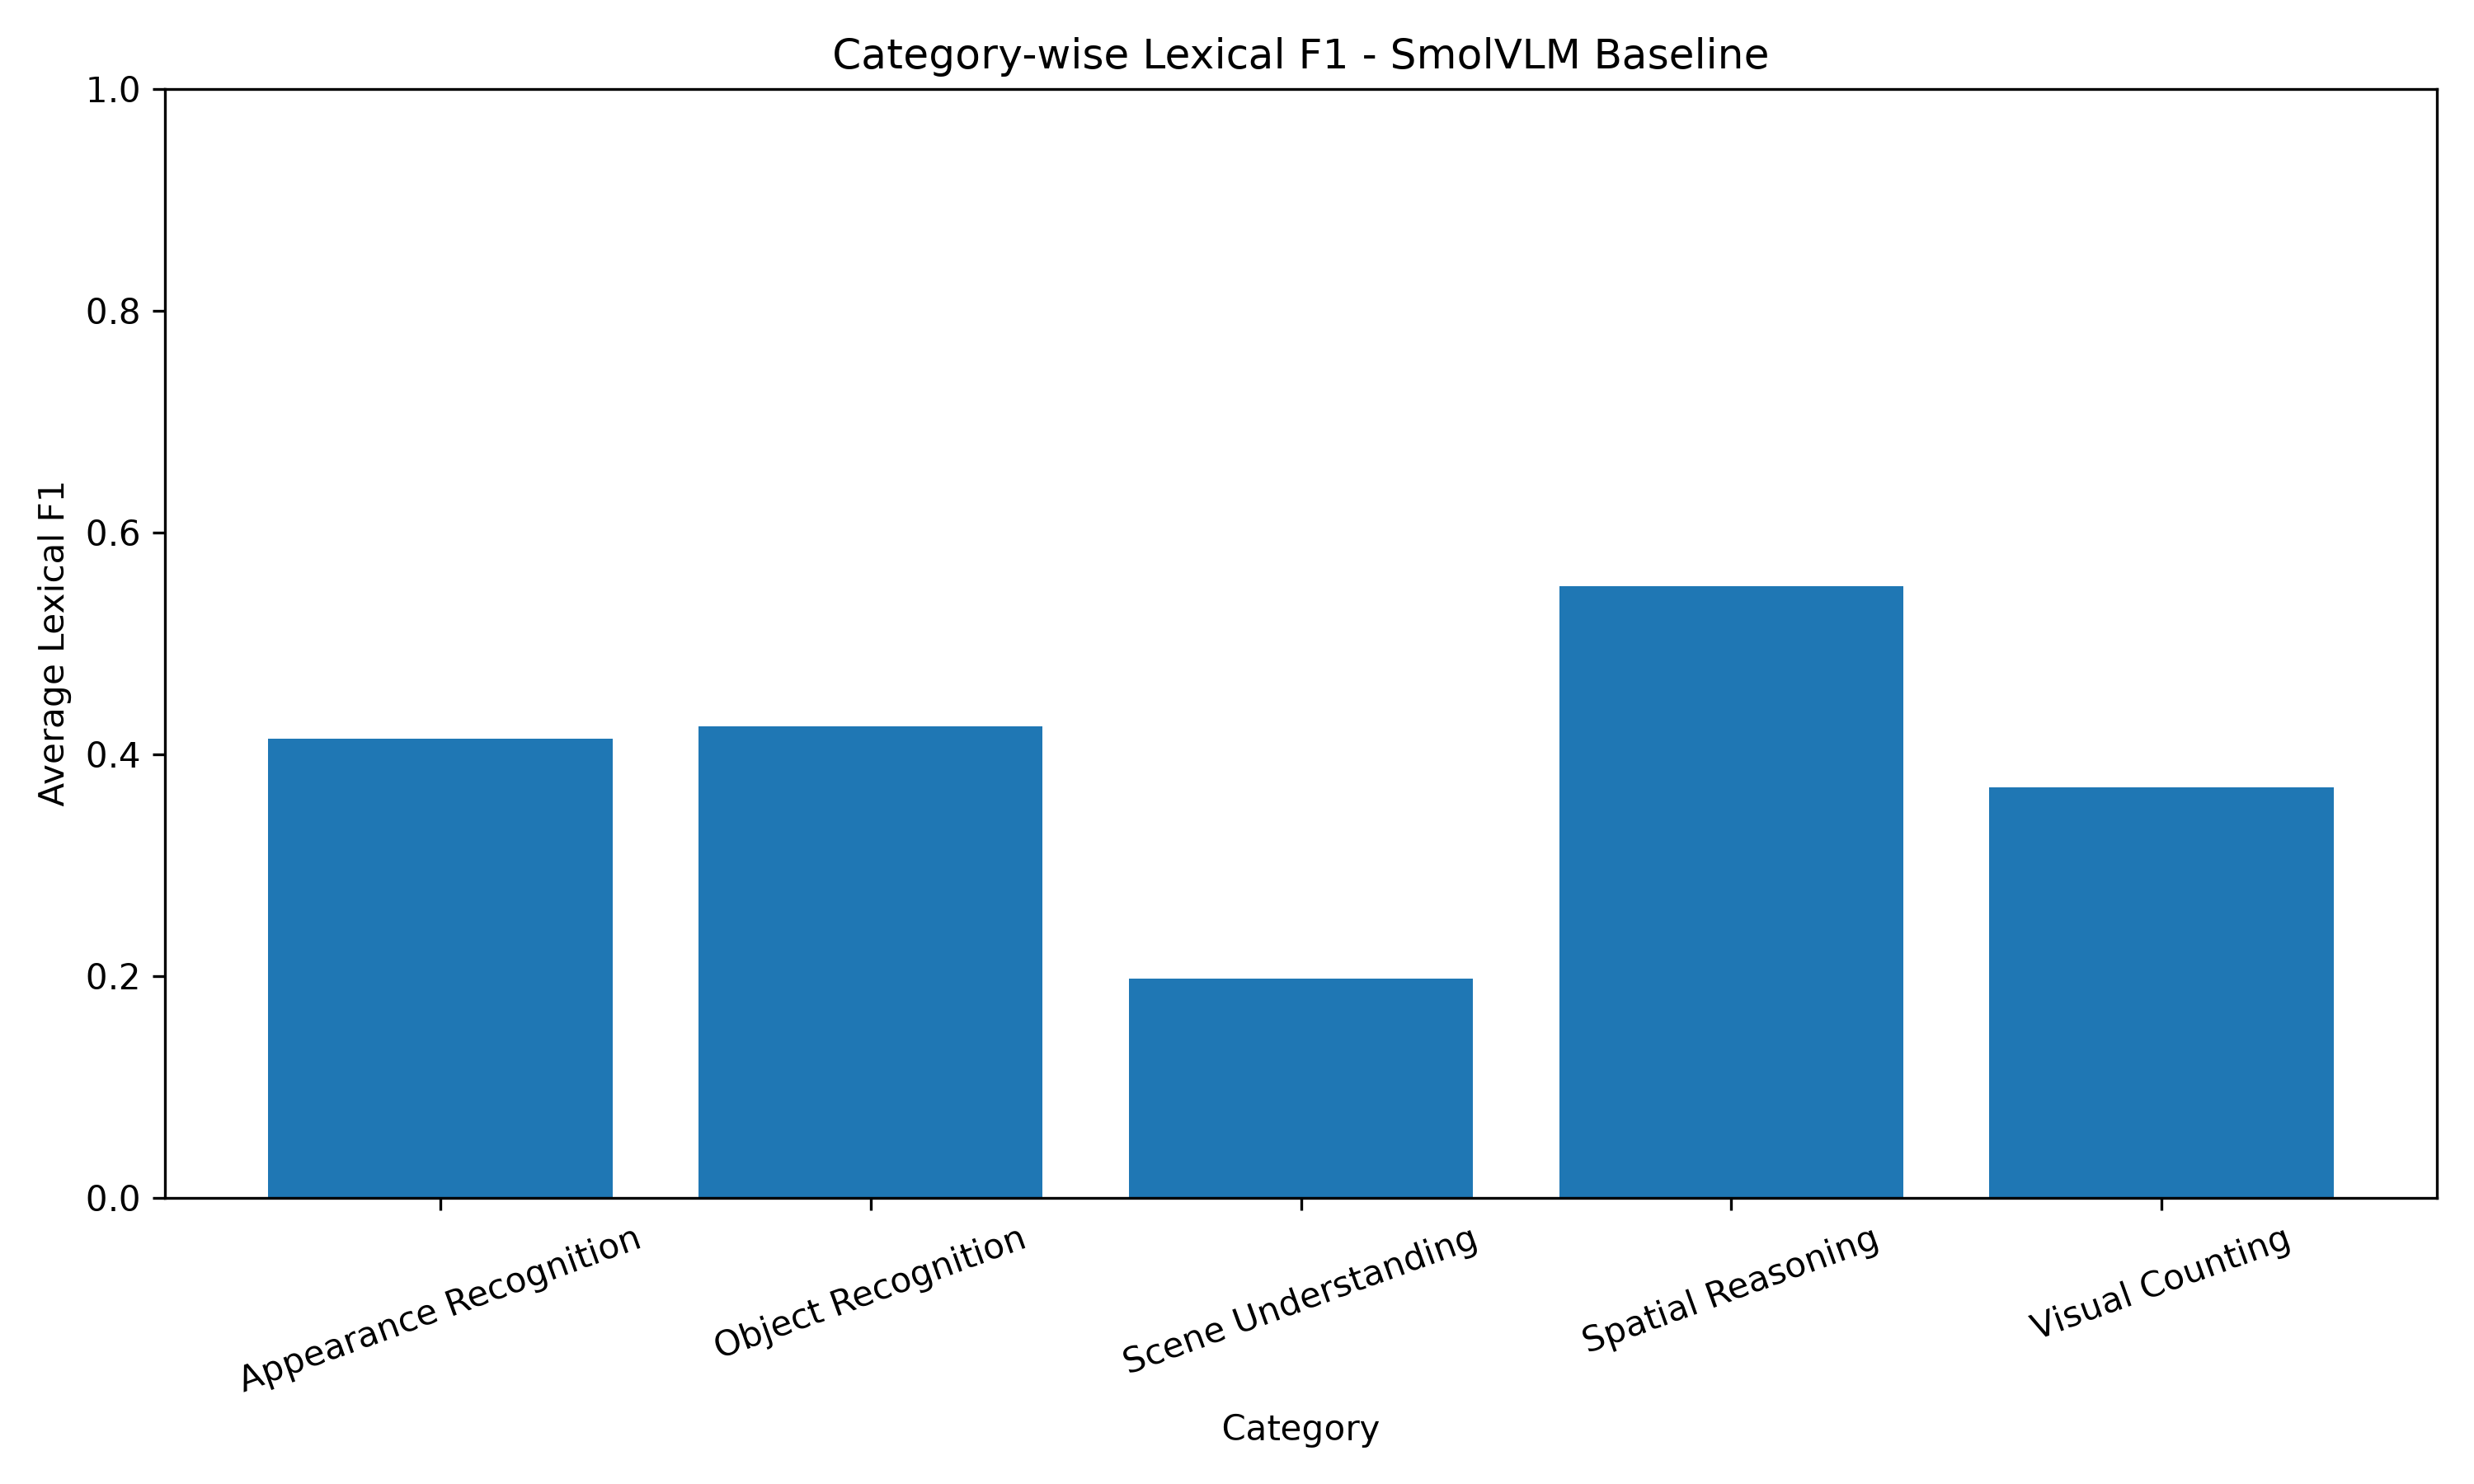 Category-wise Lexical F1 - SmolVLM Baseline
1.0
0.8
0.6
0.4
0.2
0.0
Average Lexical F1
Appearance Recognition
Object Recognition
Scene Understanding
Spatial Reasoning
Visual Counting
Category